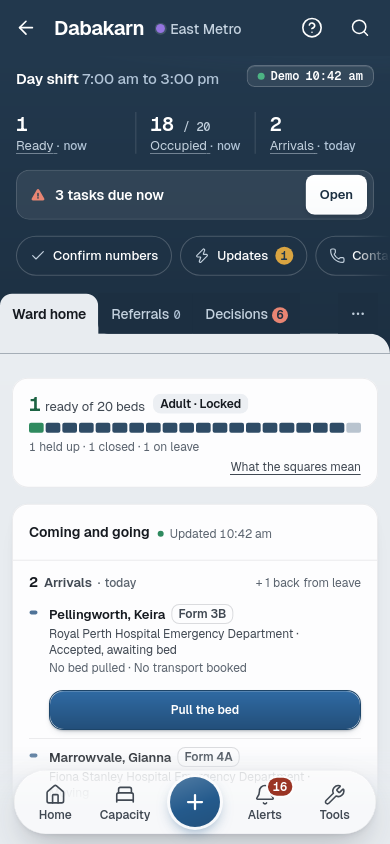 Dabakarn East Metro
Day shift 7:00 am to 3:00 pm Demo 10:42 am
1 18 / 20 2
Ready · now Occupied · now Arrivals · today
3 tasks due now Open
Confirm numbers Updates 1 Conta
Ward home Referrals 0 Decisions 6 ...
1 ready of 20 beds Adult · Locked
1 held up · 1 closed · 1 on leave
What the squares mean
Coming and going Updated 10:42 am
2 Arrivals · today + 1 back from leave
Pellingworth, Keira Form 3B
Royal Perth Hospital Emergency Department ·
Accepted, awaiting bed
No bed pulled · No transport booked
Pull the bed
Marrowvale, Gianna Form 4A
Fiona Stanley Hospital Emergency Department ·
16
Home Capacity Alerts Tools